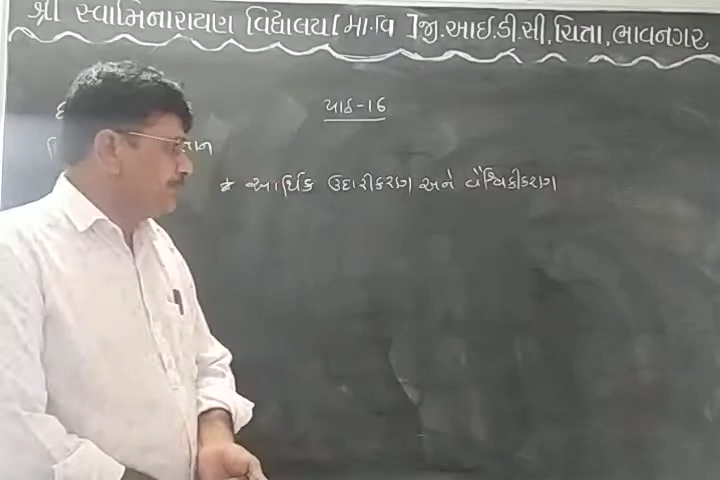 શ્રી સ્વામિનારાયણ વિદ્યાલય [મા.વિ] જી.આઈ.ડી.સી, ચિત્રા, ભાવનગર
પાઠ-16
* આર્થિક ઉદારીકરણ અને વૈશ્વિકીકરણ